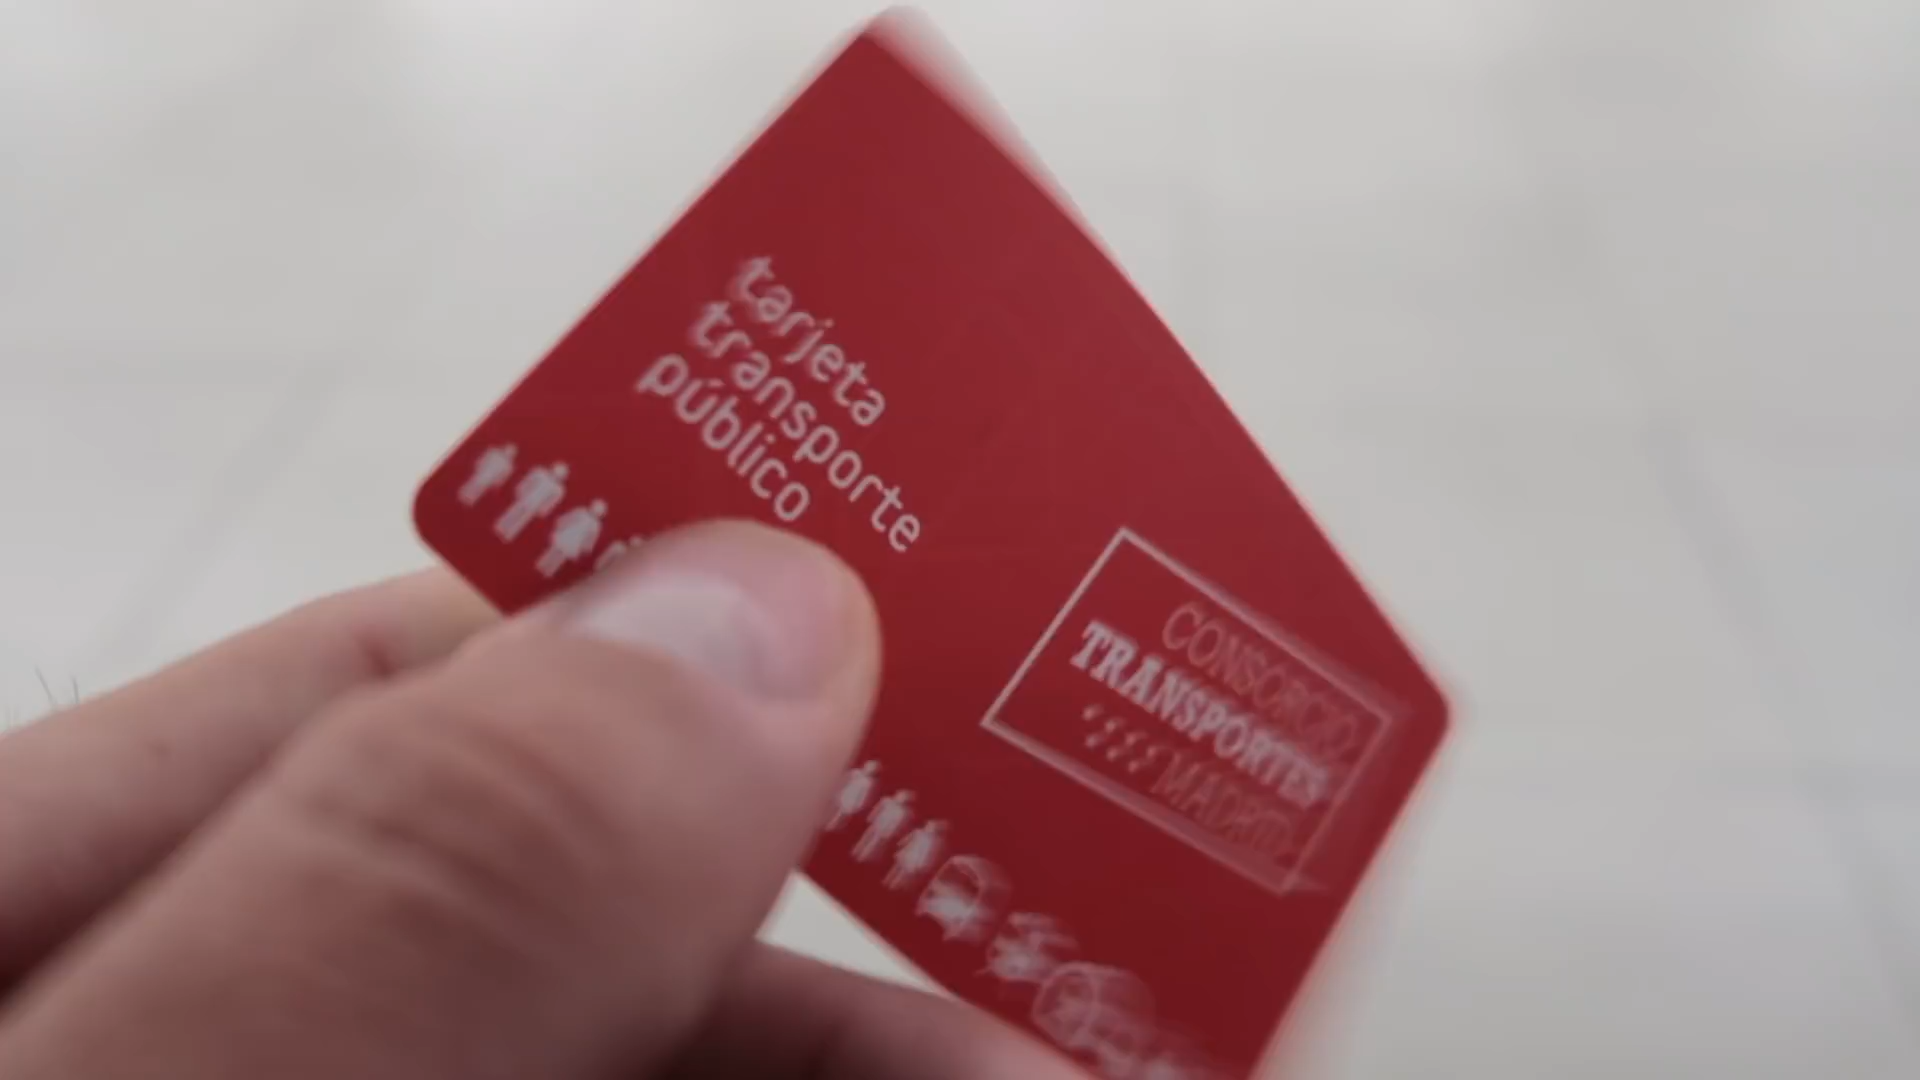 tarjeta
transporte
público
CONSORCIO
TRANSPORTES
MADRID